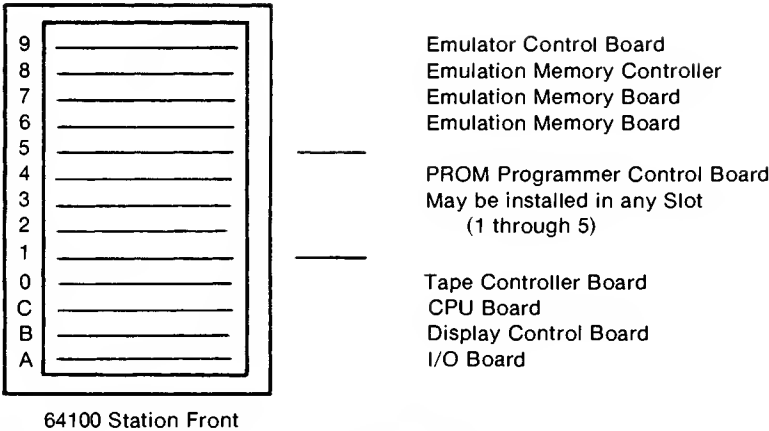 9 Emulator Control Board
8 Emulation Memory Controller
7 Emulation Memory Board
6 Emulation Memory Board
5
4 PROM Programmer Control Board
3 May be installed in any Slot
2 (1 through 5)
1
0 Tape Controller Board
C CPU Board
B Display Control Board
A I/O Board
64100 Station Front